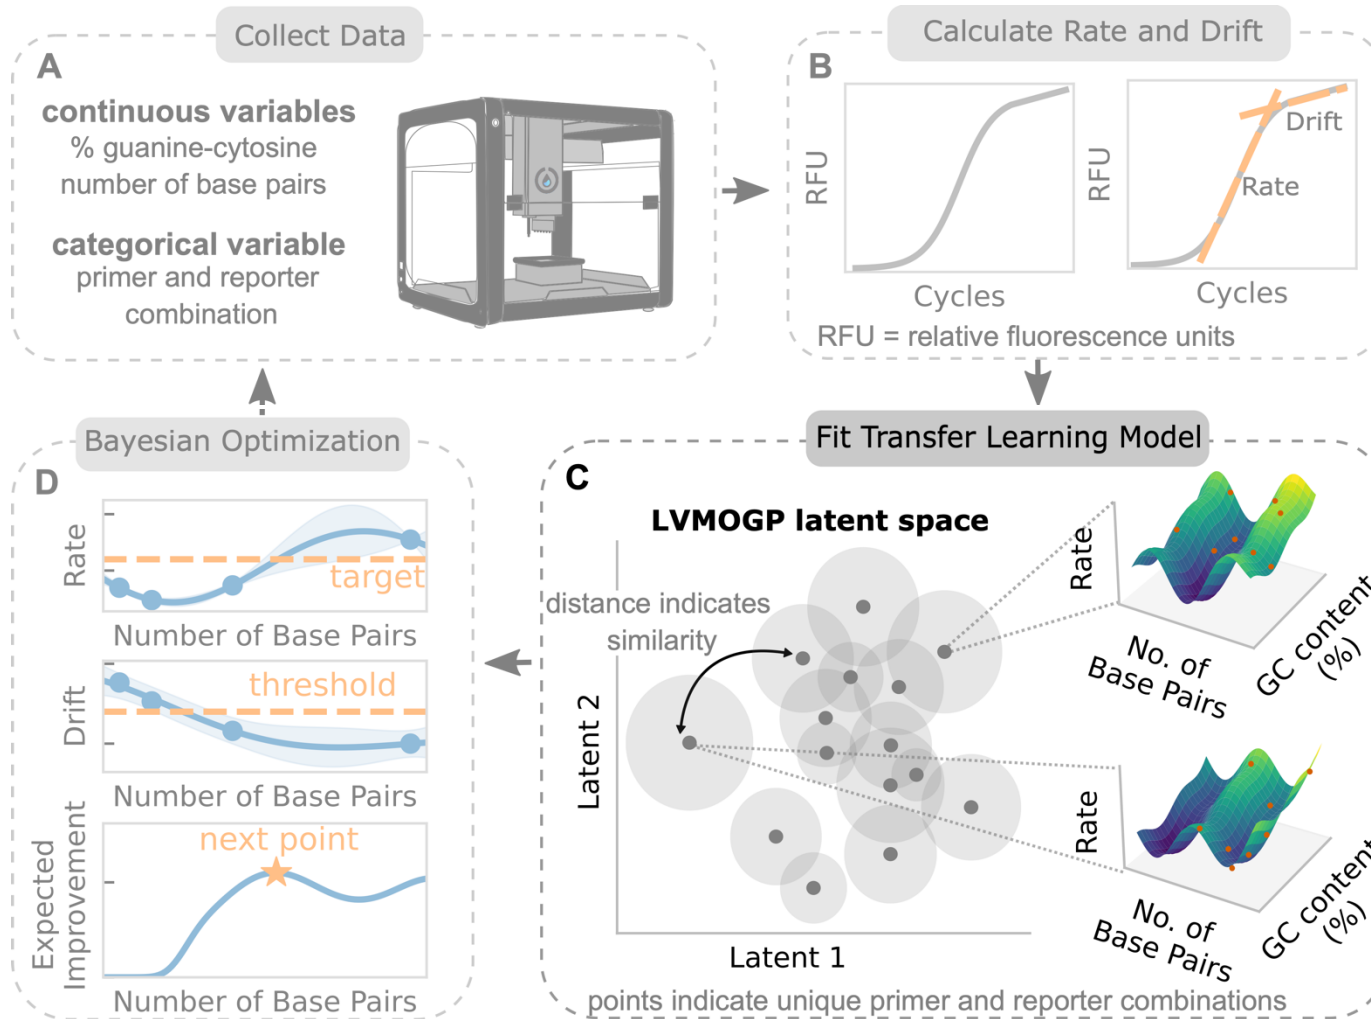 Collect Data
A
continuous variables
% guanine-cytosine
number of base pairs
categorical variable
primer and reporter
combination
Calculate Rate and Drift
B
RFU
Cycles
RFU
Drift
Rate
Cycles
RFU = relative fluorescence units
Fit Transfer Learning Model
C
LVMOGP latent space
distance indicates
similarity
Latent 2
Latent 1
Rate
No. of
Base Pairs
GC content
(%)
Rate
No. of
Base Pairs
GC content
(%)
points indicate unique primer and reporter combinations
Bayesian Optimization
D
Rate
target
Number of Base Pairs
Drift
threshold
Number of Base Pairs
Expected
Improvement
next point
Number of Base Pairs